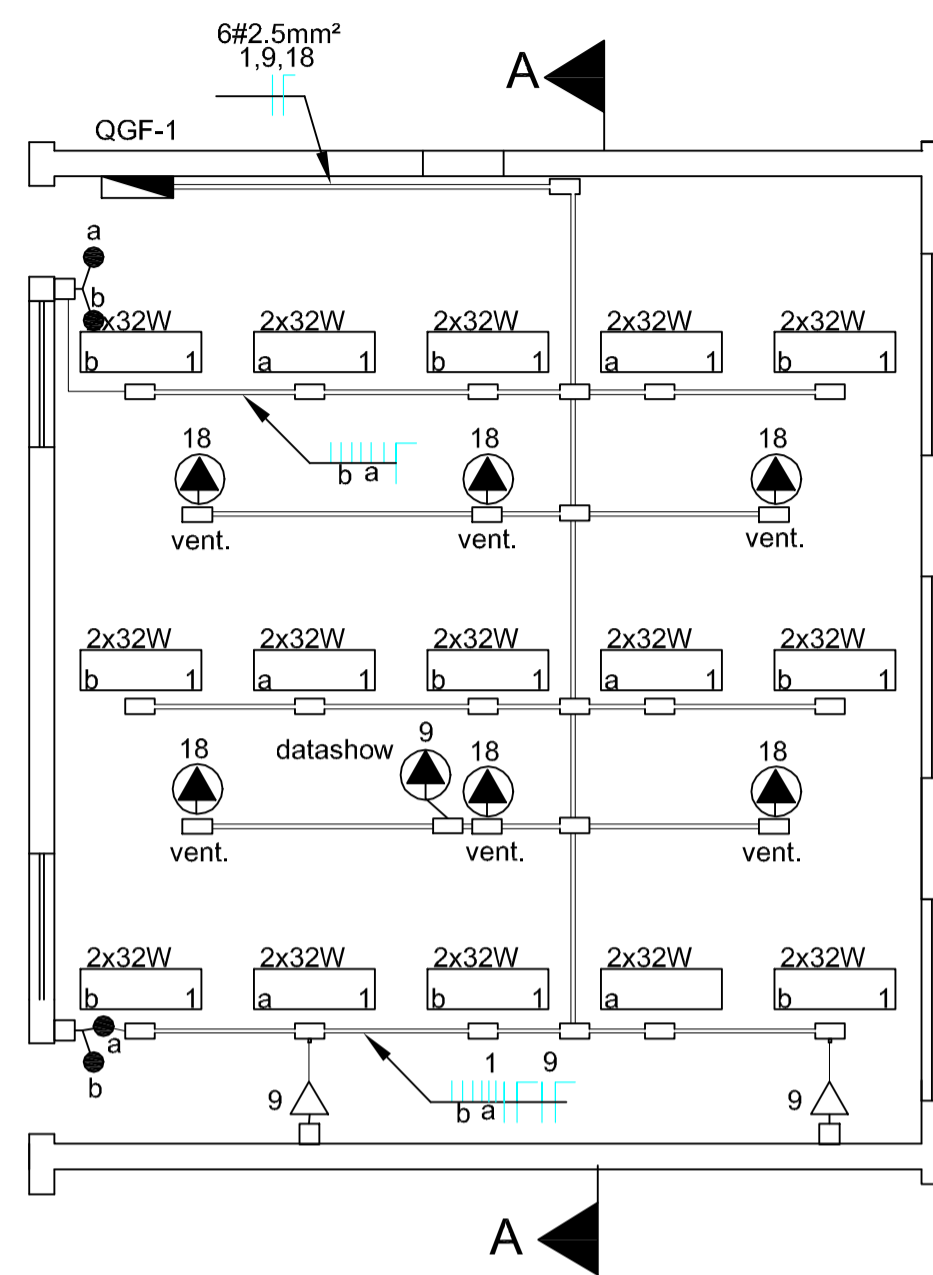 6#2.5mm²
1,9,18
A
QGF-1
a
b
2x32W 2x32W 2x32W 2x32W 2x32W
b 1 a 1 b 1 a 1 b 1
b a
18 18 18
vent. vent. vent.
2x32W 2x32W 2x32W 2x32W 2x32W
b 1 a 1 b 1 a 1 b 1
18 datashow 9 18 18
vent. vent. vent.
2x32W 2x32W 2x32W 2x32W 2x32W
b 1 a 1 b 1 a b 1
a
b
1 9
b a
9 9
A